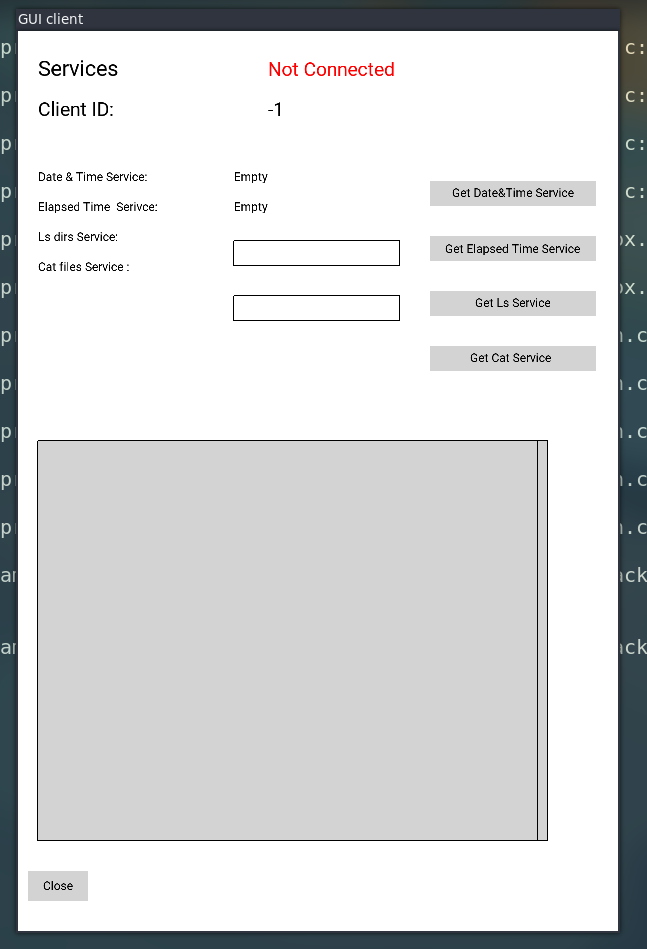 GUI client
Services Not Connected
Client ID: -1
Date & Time Service: Empty
Get Date&Time Service
Elapsed Time Serivce: Empty
Ls dirs Service:
Get Elapsed Time Service
Cat files Service :
Get Ls Service
Get Cat Service
Close